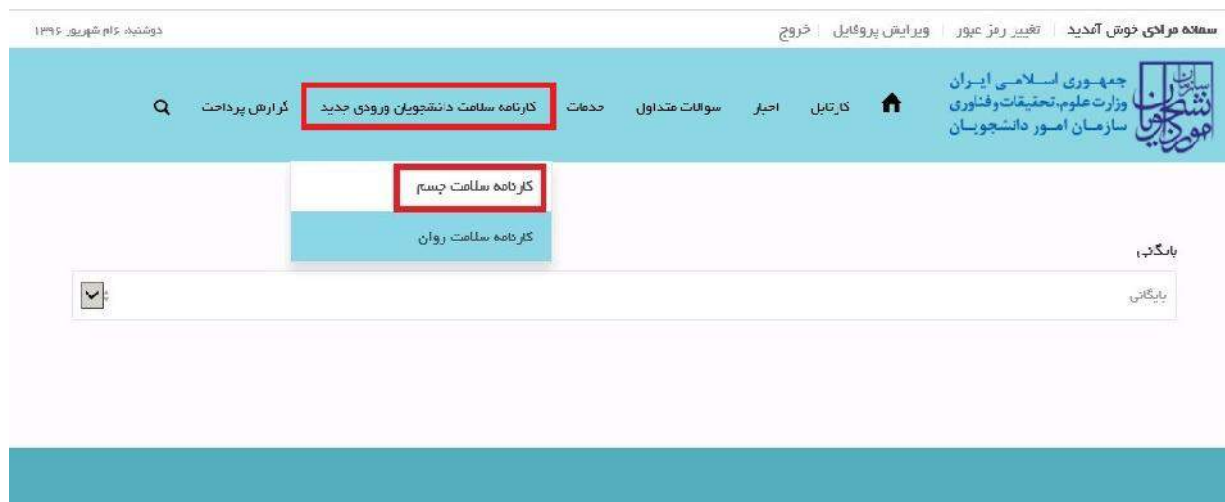 سمانه مرادی خوش آمدید | تغییر رمز عبور | ویرایش پروفایل | خروج
دوشنبه، ۶ام شهریور ۱۳۹۶
جمهوری اسلامی ایران
وزارت علوم، تحقیقات و فناوری
سازمان امور دانشجویان
کارتابل اخبار سوالات متداول خدمات کارنامه سلامت دانشجویان ورودی جدید گزارش پرداخت
کارنامه سلامت جسم
کارنامه سلامت روان
بایگانی
بایگانی